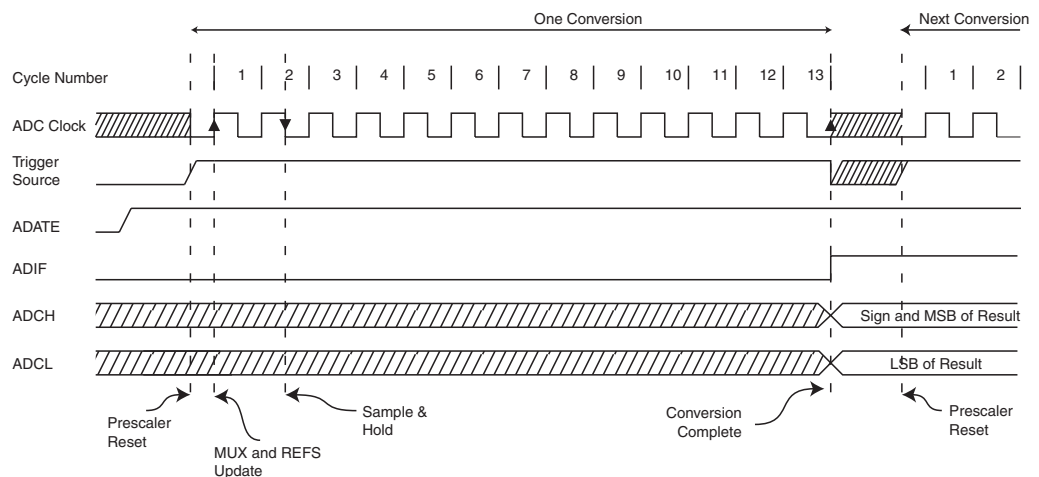 One Conversion
Next Conversion
Cycle Number
1 2 3 4 5 6 7 8 9 10 11 12 13 1 2
ADC Clock
Trigger
Source
ADATE
ADIF
ADCH
Sign and MSB of Result
ADCL
LSB of Result
Prescaler
Reset
MUX and REFS
Update
Sample &
Hold
Conversion
Complete
Prescaler
Reset